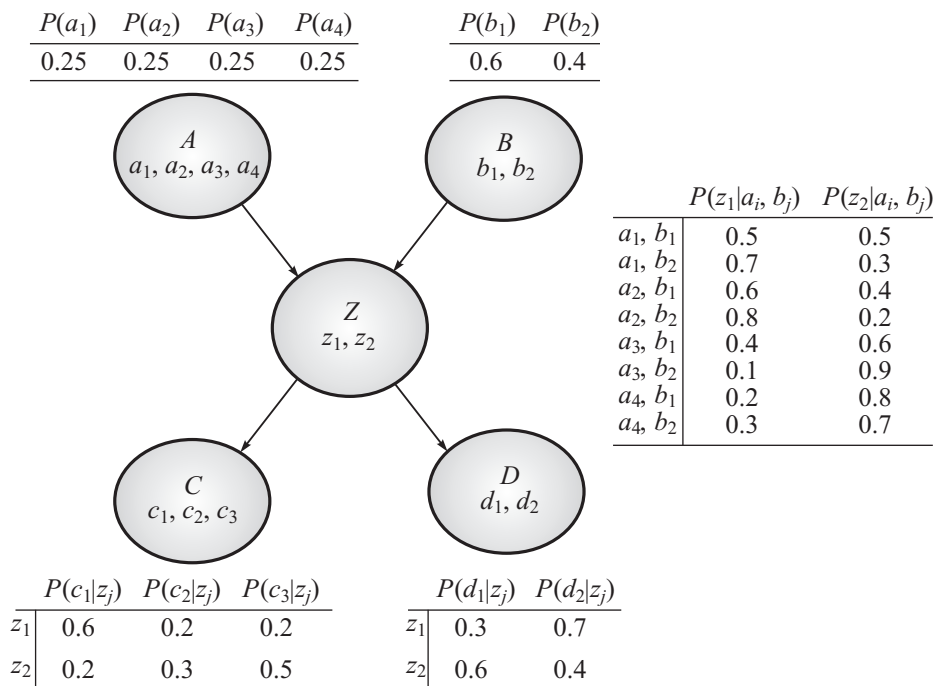 P(a1) P(a2) P(a3) P(a4)
0.25 0.25 0.25 0.25
P(b1) P(b2)
0.6 0.4
A
a1, a2, a3, a4
B
b1, b2
Z
z1, z2
P(z1|ai, bj) P(z2|ai, bj)
a1, b1 0.5 0.5
a1, b2 0.7 0.3
a2, b1 0.6 0.4
a2, b2 0.8 0.2
a3, b1 0.4 0.6
a3, b2 0.1 0.9
a4, b1 0.2 0.8
a4, b2 0.3 0.7
C
c1, c2, c3
D
d1, d2
P(c1|zj) P(c2|zj) P(c3|zj)
z1 0.6 0.2 0.2
z2 0.2 0.3 0.5
P(d1|zj) P(d2|zj)
z1 0.3 0.7
z2 0.6 0.4